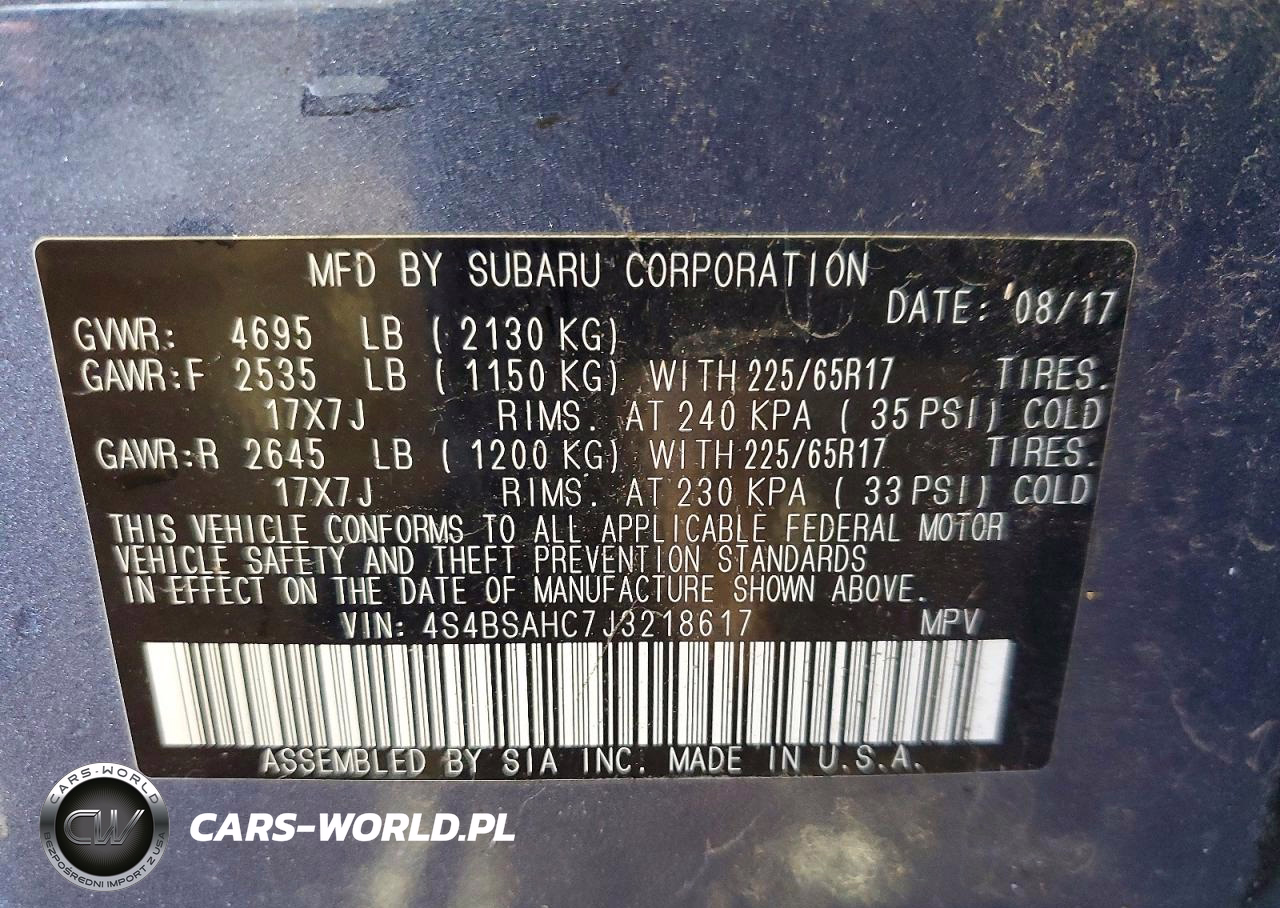 MFD BY SUBARU CORPORATION
DATE: 08/17
GVWR: 4695 LB ( 2130 KG)
GAWR:F 2535 LB ( 1150 KG) WITH 225/65R17 TIRES.
17X7J RIMS. AT 240 KPA ( 35 PSI) COLD
GAWR:R 2645 LB ( 1200 KG) WITH 225/65R17 TIRES.
17X7J RIMS. AT 230 KPA ( 33 PSI) COLD
THIS VEHICLE CONFORMS TO ALL APPLICABLE FEDERAL MOTOR
VEHICLE SAFETY AND THEFT PREVENTION STANDARDS
IN EFFECT ON THE DATE OF MANUFACTURE SHOWN ABOVE.
VIN: 4S4BSAHC7J3218617 MPV
ASSEMBLED BY SIA INC. MADE IN U.S.A.
CARS-WORLD
CW
BEZPOŚREDNI IMPORT Z USA
CARS-WORLD.PL